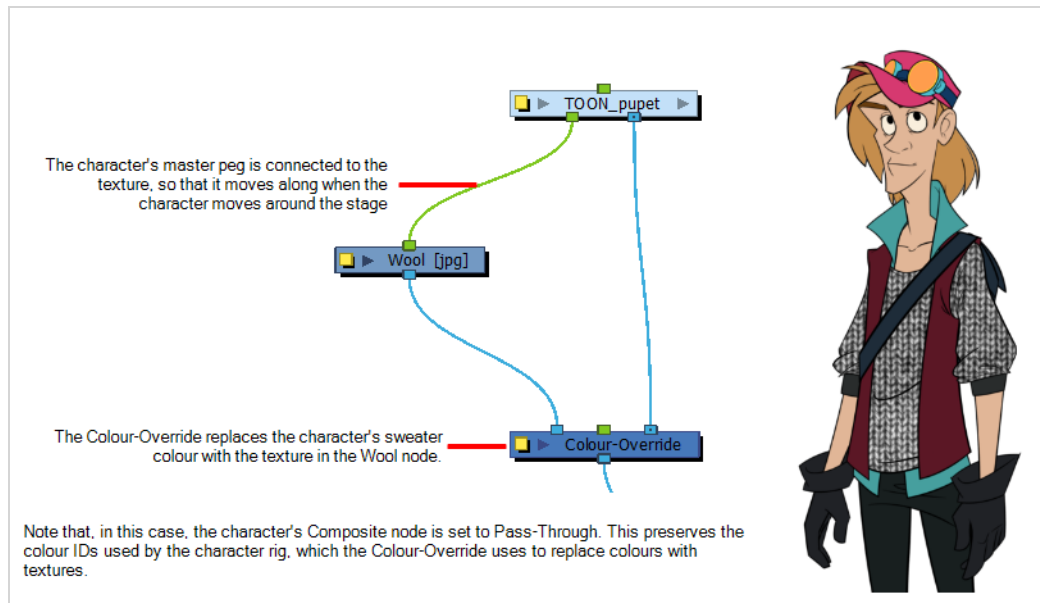 TOON_pupet
The character's master peg is connected to the
texture, so that it moves along when the
character moves around the stage
Wool [jpg]
The Colour-Override replaces the character's sweater
colour with the texture in the Wool node.
Colour-Override
Note that, in this case, the character's Composite node is set to Pass-Through. This preserves the
colour IDs used by the character rig, which the Colour-Override uses to replace colours with
textures.